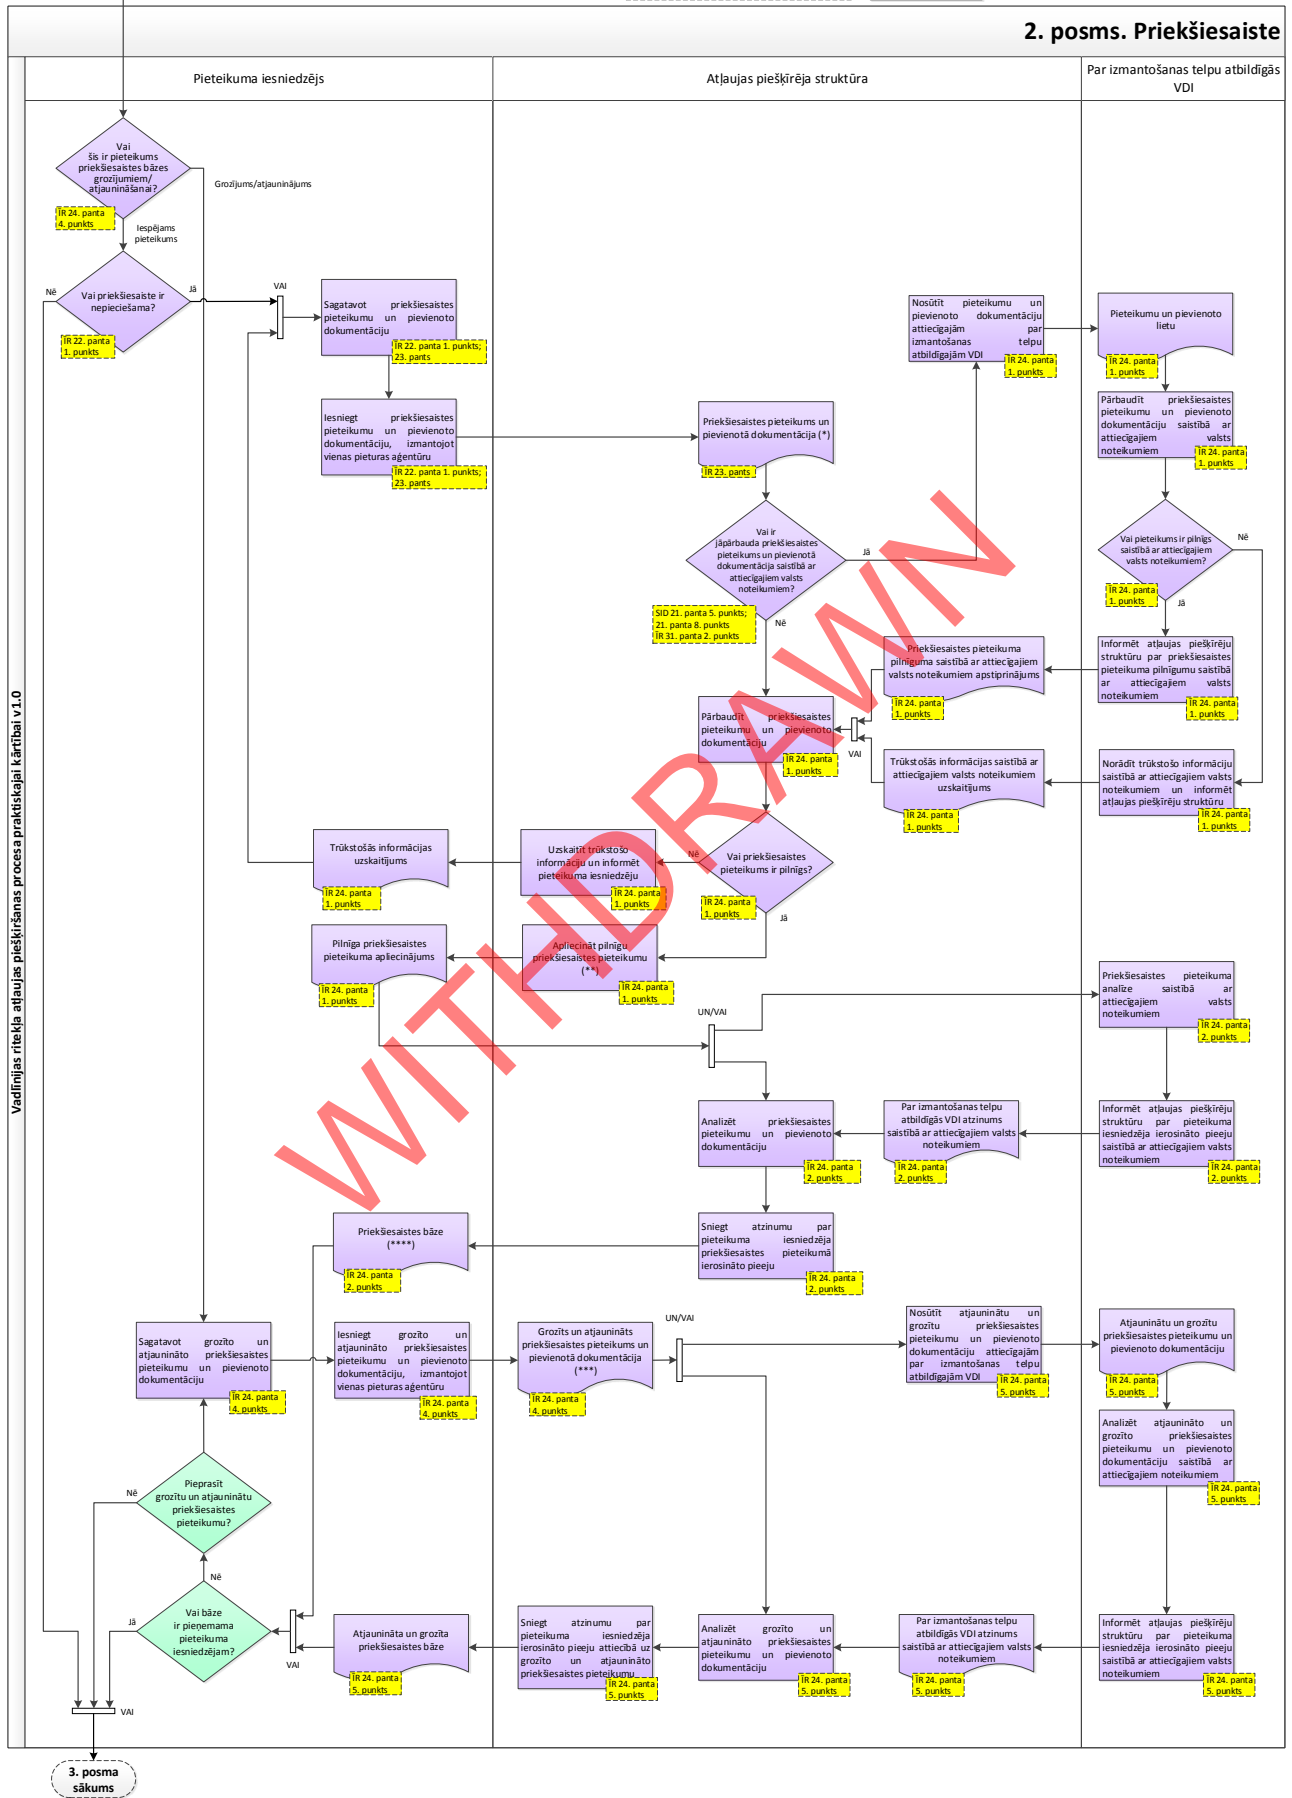 2. posms. Priekšiesaiste
Pieteikuma iesniedzējs
Atļaujas piešķīrēja struktūra
Par izmantošanas telpu atbildīgās
VDI
Vadlīnijas ritekļa atļaujas piešķiršanas procesa praktiskajai kārtībai v1.0
Vai
šis ir pieteikums
priekšiesaistes bāzes
grozījumiem/
atjaunināšanai?
ĪR 24. panta
4. punkts
Grozījums/atjauninājums
Iespējams
pieteikums
Vai priekšiesaiste ir
nepieciešama?
Nē
Jā
ĪR 22. panta
1. punkts
VAI
Sagatavot priekšiesaistes
pieteikumu un pievienoto
dokumentāciju
ĪR 22. panta 1. punkts;
23. pants
Iesniegt priekšiesaistes
pieteikumu un pievienoto
dokumentāciju, izmantojot
vienas pieturas aģentūru
ĪR 22. panta 1. punkts;
23. pants
Priekšiesaistes pieteikums un
pievienotā dokumentācija (*)
ĪR 23. pants
Nosūtīt pieteikumu un
pievienoto dokumentāciju
attiecīgajām par
izmantošanas telpu
atbildīgajām VDI
ĪR 24. panta
1. punkts
Pieteikumu un pievienoto
lietu
ĪR 24. panta
1. punkts
Pārbaudīt priekšiesaistes
pieteikumu un pievienoto
dokumentāciju saistībā ar
attiecīgajiem valsts
noteikumiem
ĪR 24. panta
1. punkts
Vai ir
jāpārbauda priekšiesaistes
pieteikums un pievienotā
dokumentācija saistībā ar
attiecīgajiem valsts
noteikumiem?
Jā
Nē
SID 21. panta 5. punkts;
21. panta 8. punkts
ĪR 31. panta 2. punkts
Vai pieteikums ir pilnīgs
saistībā ar attiecīgajiem
valsts noteikumiem?
Nē
Jā
ĪR 24. panta
1. punkts
Priekšiesaistes pieteikuma
pilnīguma saistībā ar attiecīgajiem
valsts noteikumiem apstiprinājums
ĪR 24. panta
1. punkts
Informēt atļaujas piešķīrēju
struktūru par priekšiesaistes
pieteikuma pilnīgumu saistībā
ar attiecīgajiem valsts
noteikumiem
ĪR 24. panta
1. punkts
Pārbaudīt priekšiesaistes
pieteikumu un pievienoto
dokumentāciju
ĪR 24. panta
1. punkts
VAI
Trūkstošās informācijas saistībā ar
attiecīgajiem valsts noteikumiem
uzskaitījums
ĪR 24. panta
1. punkts
Norādīt trūkstošo informāciju
saistībā ar attiecīgajiem valsts
noteikumiem un informēt
atļaujas piešķīrēju struktūru
ĪR 24. panta
1. punkts
Trūkstošās informācijas
uzskaitījums
ĪR 24. panta
1. punkts
Uzskaitīt trūkstošo
informāciju un informēt
pieteikuma iesniedzēju
ĪR 24. panta
1. punkts
Nē
Vai priekšiesaistes
pieteikums ir pilnīgs?
ĪR 24. panta
1. punkts
Jā
Pilnīga priekšiesaistes
pieteikuma apliecinājums
ĪR 24. panta
1. punkts
Apliecināt pilnīgu
priekšiesaistes pieteikumu
(**)
ĪR 24. panta
1. punkts
UN/VAI
Priekšiesaistes pieteikuma
analīze saistībā ar
attiecīgajiem valsts
noteikumiem
ĪR 24. panta
2. punkts
Analizēt priekšiesaistes
pieteikumu un pievienoto
dokumentāciju
ĪR 24. panta
2. punkts
Par izmantošanas telpu
atbildīgās VDI atzinums
saistībā ar attiecīgajiem valsts
noteikumiem
ĪR 24. panta
2. punkts
Informēt atļaujas piešķīrēju
struktūru par pieteikuma
iesniedzēja ierosināto pieeju
saistībā ar attiecīgajiem valsts
noteikumiem
ĪR 24. panta
2. punkts
Priekšiesaistes bāze
(****)
ĪR 24. panta
2. punkts
Sniegt atzinumu par
pieteikuma iesniedzēja
priekšiesaistes pieteikumā
ierosināto pieeju
ĪR 24. panta
2. punkts
Sagatavot grozīto un
atjaunināto priekšiesaistes
pieteikumu un pievienoto
dokumentāciju
ĪR 24. panta
4. punkts
Iesniegt grozīto un
atjaunināto priekšiesaistes
pieteikumu un pievienoto
dokumentāciju, izmantojot
vienas pieturas aģentūru
ĪR 24. panta
4. punkts
Grozīts un atjaunināts
priekšiesaistes pieteikums un
pievienotā dokumentācija
(***)
ĪR 24. panta
4. punkts
UN/VAI
Nosūtīt atjauninātu un
grozītu priekšiesaistes
pieteikumu un pievienoto
dokumentāciju attiecīgajām
par izmantošanas telpu
atbildīgajām VDI
ĪR 24. panta
5. punkts
Atjauninātu un grozītu
priekšiesaistes pieteikumu un
pievienoto dokumentāciju
ĪR 24. panta
5. punkts
Analizēt atjaunināto un
grozīto priekšiesaistes
pieteikumu un pievienoto
dokumentāciju saistībā ar
attiecīgajiem noteikumiem
ĪR 24. panta
5. punkts
Pieprasīt
grozītu un atjauninātu
priekšiesaistes
pieteikumu?
Nē
Nē
Vai bāze
ir pieņemama
pieteikuma
iesniedzējam?
Jā
VAI
Atjaunināta un grozīta
priekšiesaistes bāze
ĪR 24. panta
5. punkts
Sniegt atzinumu par
pieteikuma iesniedzēja
ierosināto pieeju attiecībā uz
grozīto un atjaunināto
priekšiesaistes pieteikumu
ĪR 24. panta
5. punkts
Analizēt grozīto un
atjaunināto priekšiesaistes
pieteikumu un pievienoto
dokumentāciju
ĪR 24. panta
5. punkts
Par izmantošanas telpu
atbildīgās VDI atzinums
saistībā ar attiecīgajiem valsts
noteikumiem
ĪR 24. panta
5. punkts
Informēt atļaujas piešķīrēju
struktūru par pieteikuma
iesniedzēja ierosināto pieeju
saistībā ar attiecīgajiem valsts
noteikumiem
ĪR 24. panta
5. punkts
VAI
3. posma
sākums
WITHDRAWN